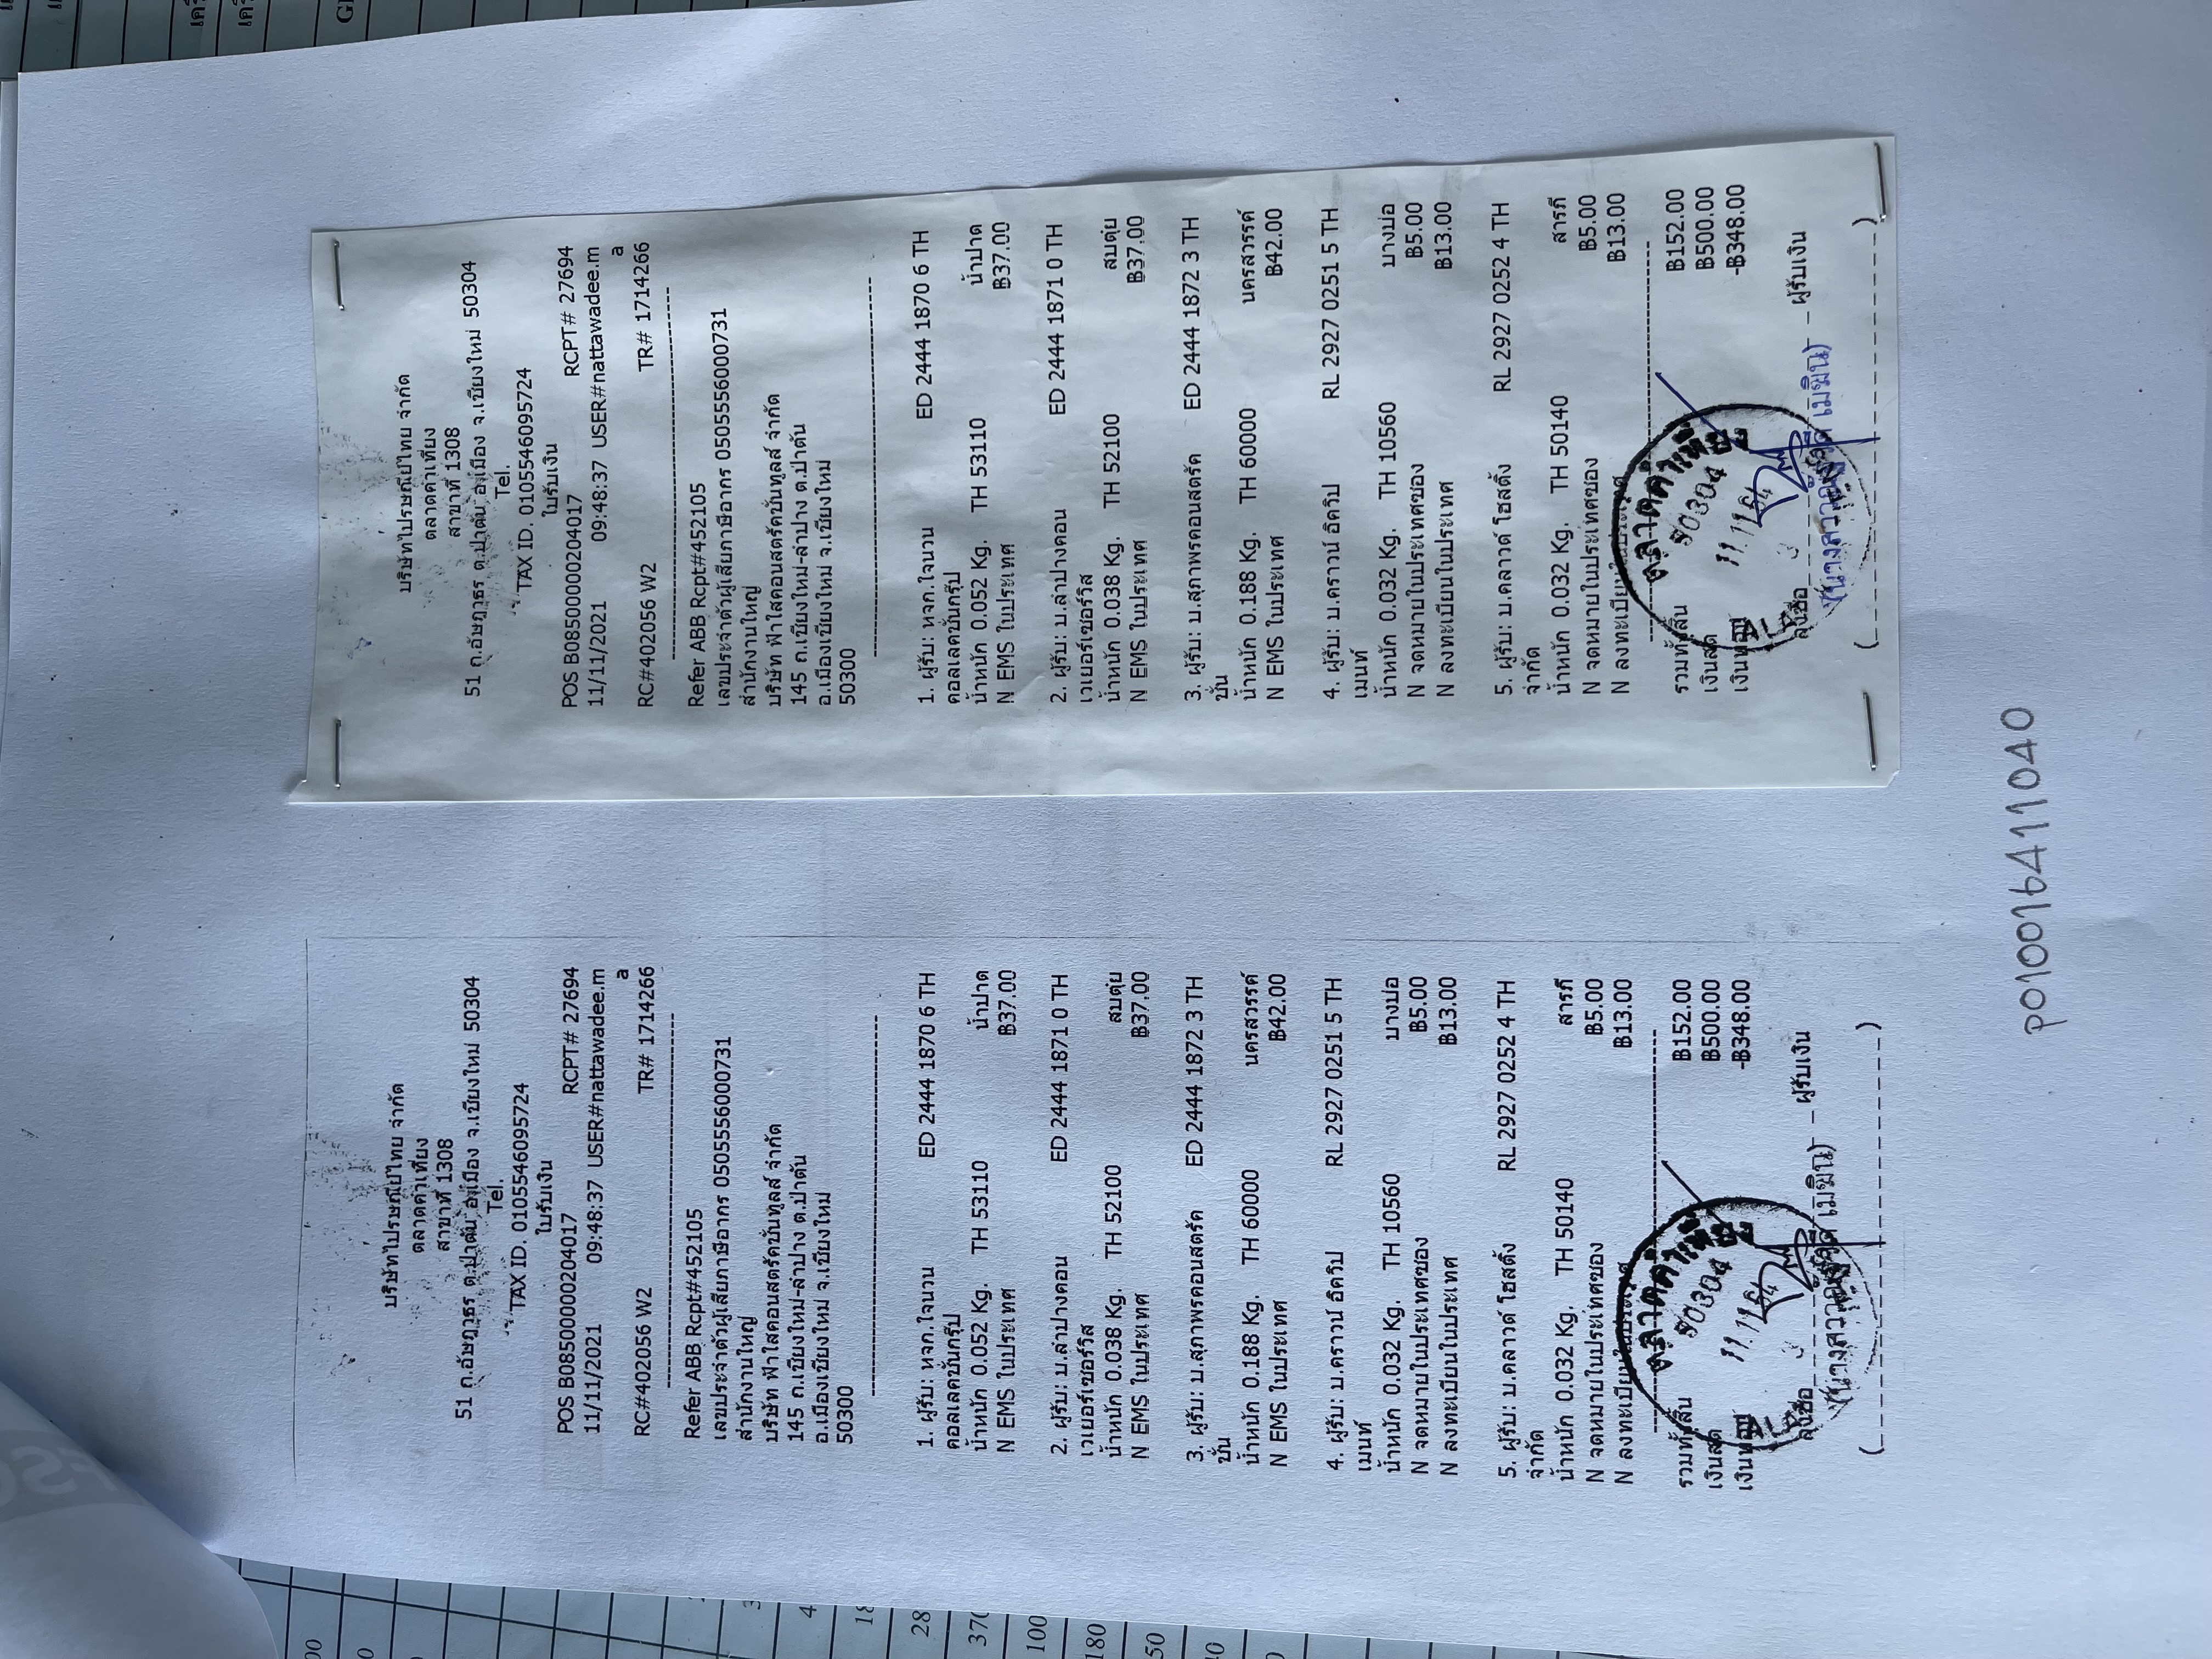 บริษัทไปรษณีย์ไทย จำกัด
ตลาดคำเที่ยง
สาขาที่ 1308
51 ถ.อัษฎาธร ต.ป่าตัน อ.เมือง จ.เชียงใหม่ 50304
Tel.
TAX ID. 0105546095724
ใบรับเงิน
POS B08500000204017 RCPT# 27694
11/11/2021 09:48:37 USER#nattawadee.m
a
RC#402056 W2 TR# 1714266
Refer ABB Rcpt#452105
เลขประจำตัวผู้เสียภาษีอากร 0505556000731
สำนักงานใหญ่
บริษัท ฟ้าใสคอนสตรัคชั่นทูลส์ จำกัด
145 ถ.เชียงใหม่-ลำปาง ต.ป่าตัน
อ.เมืองเชียงใหม่ จ.เชียงใหม่
50300
1. ผู้รับ: หจก.ใจนวน ED 2444 1870 6 TH
คอลเลคชั่นกรุ๊ป
น้ำหนัก 0.052 Kg. TH 53110 น้ำปาด
N EMS ในประเทศ ฿37.00
2. ผู้รับ: บ.ลำปางคอน ED 2444 1871 0 TH
เวเยอร์เซอร์วิส
น้ำหนัก 0.038 Kg. TH 52100 สบตุ๋ย
N EMS ในประเทศ ฿37.00
3. ผู้รับ: บ.สุภาพรคอนสตรัค ED 2444 1872 3 TH
ชั่น
น้ำหนัก 0.188 Kg. TH 60000 นครสวรรค์
N EMS ในประเทศ ฿42.00
4. ผู้รับ: บ.คราวน์ อิควิป RL 2927 0251 5 TH
เมนท์
น้ำหนัก 0.032 Kg. TH 10560 บางบ่อ
N จดหมายในประเทศซอง ฿5.00
N ลงทะเบียนในประเทศ ฿13.00
5. ผู้รับ: บ.คลาวด์ โฮสติ้ง RL 2927 0252 4 TH
จำกัด
น้ำหนัก 0.032 Kg. TH 50140 สารภี
N จดหมายในประเทศซอง ฿5.00
N ลงทะเบียนในประเทศ ฿13.00
รวมทั้งสิ้น ฿152.00
เงินสด ฿500.00
เงินทอน -฿348.00
ตลาดคำเที่ยง
50304
11.11.64
ลงชื่อ ผู้รับเงิน
(นางสาวณัฐวดี เมฆิน)
บริษัทไปรษณีย์ไทย จำกัด
ตลาดคำเที่ยง
สาขาที่ 1308
51 ถ.อัษฎาธร ต.ป่าตัน อ.เมือง จ.เชียงใหม่ 50304
Tel.
TAX ID. 0105546095724
ใบรับเงิน
POS B08500000204017 RCPT# 27694
11/11/2021 09:48:37 USER#nattawadee.m
a
RC#402056 W2 TR# 1714266
Refer ABB Rcpt#452105
เลขประจำตัวผู้เสียภาษีอากร 0505556000731
สำนักงานใหญ่
บริษัท ฟ้าใสคอนสตรัคชั่นทูลส์ จำกัด
145 ถ.เชียงใหม่-ลำปาง ต.ป่าตัน
อ.เมืองเชียงใหม่ จ.เชียงใหม่
50300
1. ผู้รับ: หจก.ใจนวน ED 2444 1870 6 TH
คอลเลคชั่นกรุ๊ป
น้ำหนัก 0.052 Kg. TH 53110 น้ำปาด
N EMS ในประเทศ ฿37.00
2. ผู้รับ: บ.ลำปางคอน ED 2444 1871 0 TH
เวเยอร์เซอร์วิส
น้ำหนัก 0.038 Kg. TH 52100 สบตุ๋ย
N EMS ในประเทศ ฿37.00
3. ผู้รับ: บ.สุภาพรคอนสตรัค ED 2444 1872 3 TH
ชั่น
น้ำหนัก 0.188 Kg. TH 60000 นครสวรรค์
N EMS ในประเทศ ฿42.00
4. ผู้รับ: บ.คราวน์ อิควิป RL 2927 0251 5 TH
เมนท์
น้ำหนัก 0.032 Kg. TH 10560 บางบ่อ
N จดหมายในประเทศซอง ฿5.00
N ลงทะเบียนในประเทศ ฿13.00
5. ผู้รับ: บ.คลาวด์ โฮสติ้ง RL 2927 0252 4 TH
จำกัด
น้ำหนัก 0.032 Kg. TH 50140 สารภี
N จดหมายในประเทศซอง ฿5.00
N ลงทะเบียนในประเทศ ฿13.00
รวมทั้งสิ้น ฿152.00
เงินสด ฿500.00
เงินทอน -฿348.00
ตลาดคำเที่ยง
50304
11.11.64
ลงชื่อ ผู้รับเงิน
(นางสาวณัฐวดี เมฆิน)
PO10016411040